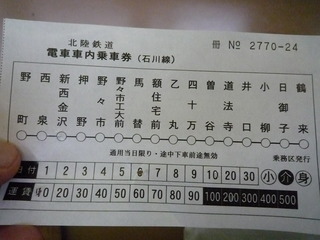 北陸鉄道 冊 № 2770-24
電車車内乗車券（石川線）
野町
西泉
新西金沢
押野
野々市
野々市工大前
馬替
額住宅前
乙丸
四十万
曽谷
道法寺
井口
小柳
日御子
鶴来
通用当日限り・途中下車前途無効 乗務区発行
日付 1 2 3 4 5 6 7 8 9 10 20 30 小 介 身
運賃 10 20 30 40 50 60 70 80 90 100 200 300 400 500